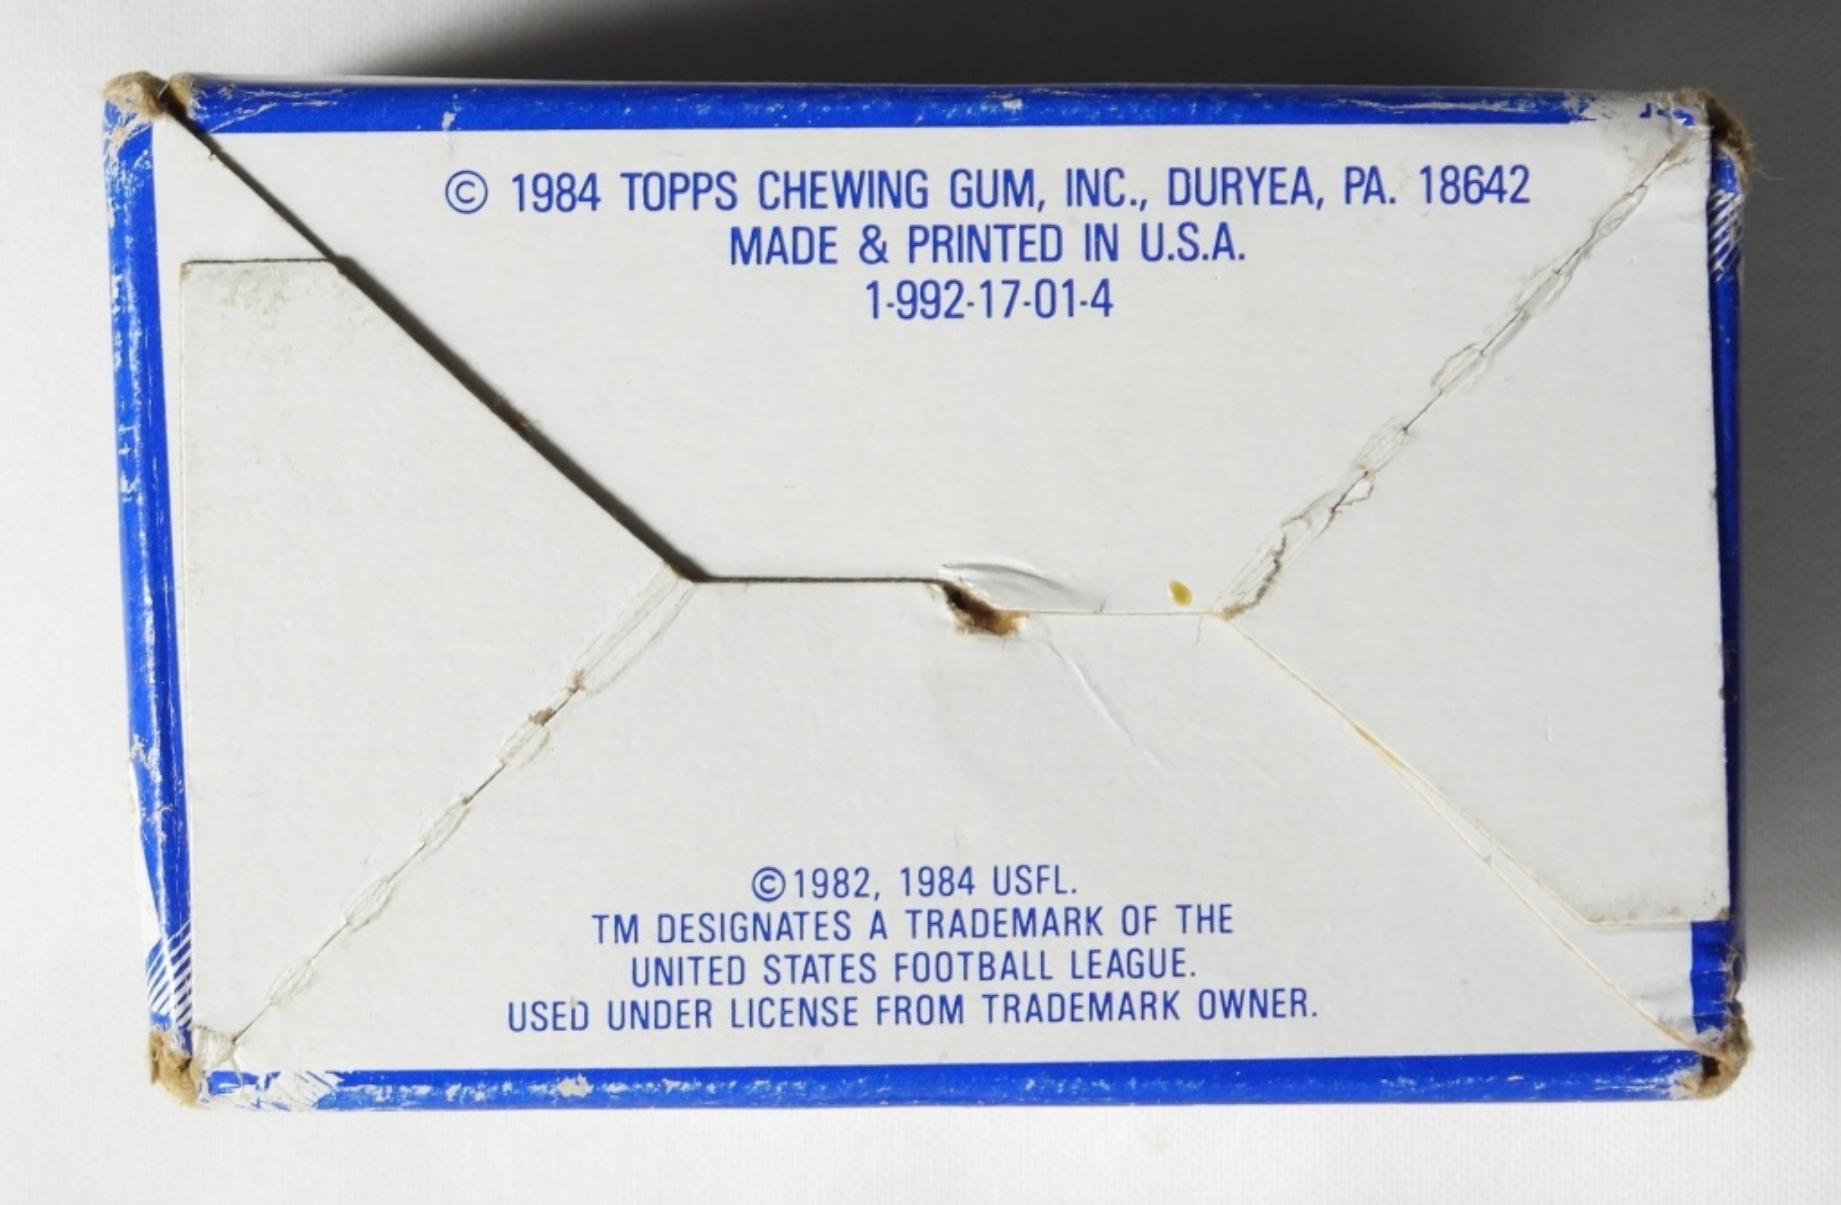 © 1984 TOPPS CHEWING GUM, INC., DURYEA, PA. 18642
MADE & PRINTED IN U.S.A.
1-992-17-01-4
©1982, 1984 USFL.
TM DESIGNATES A TRADEMARK OF THE
UNITED STATES FOOTBALL LEAGUE.
USED UNDER LICENSE FROM TRADEMARK OWNER.